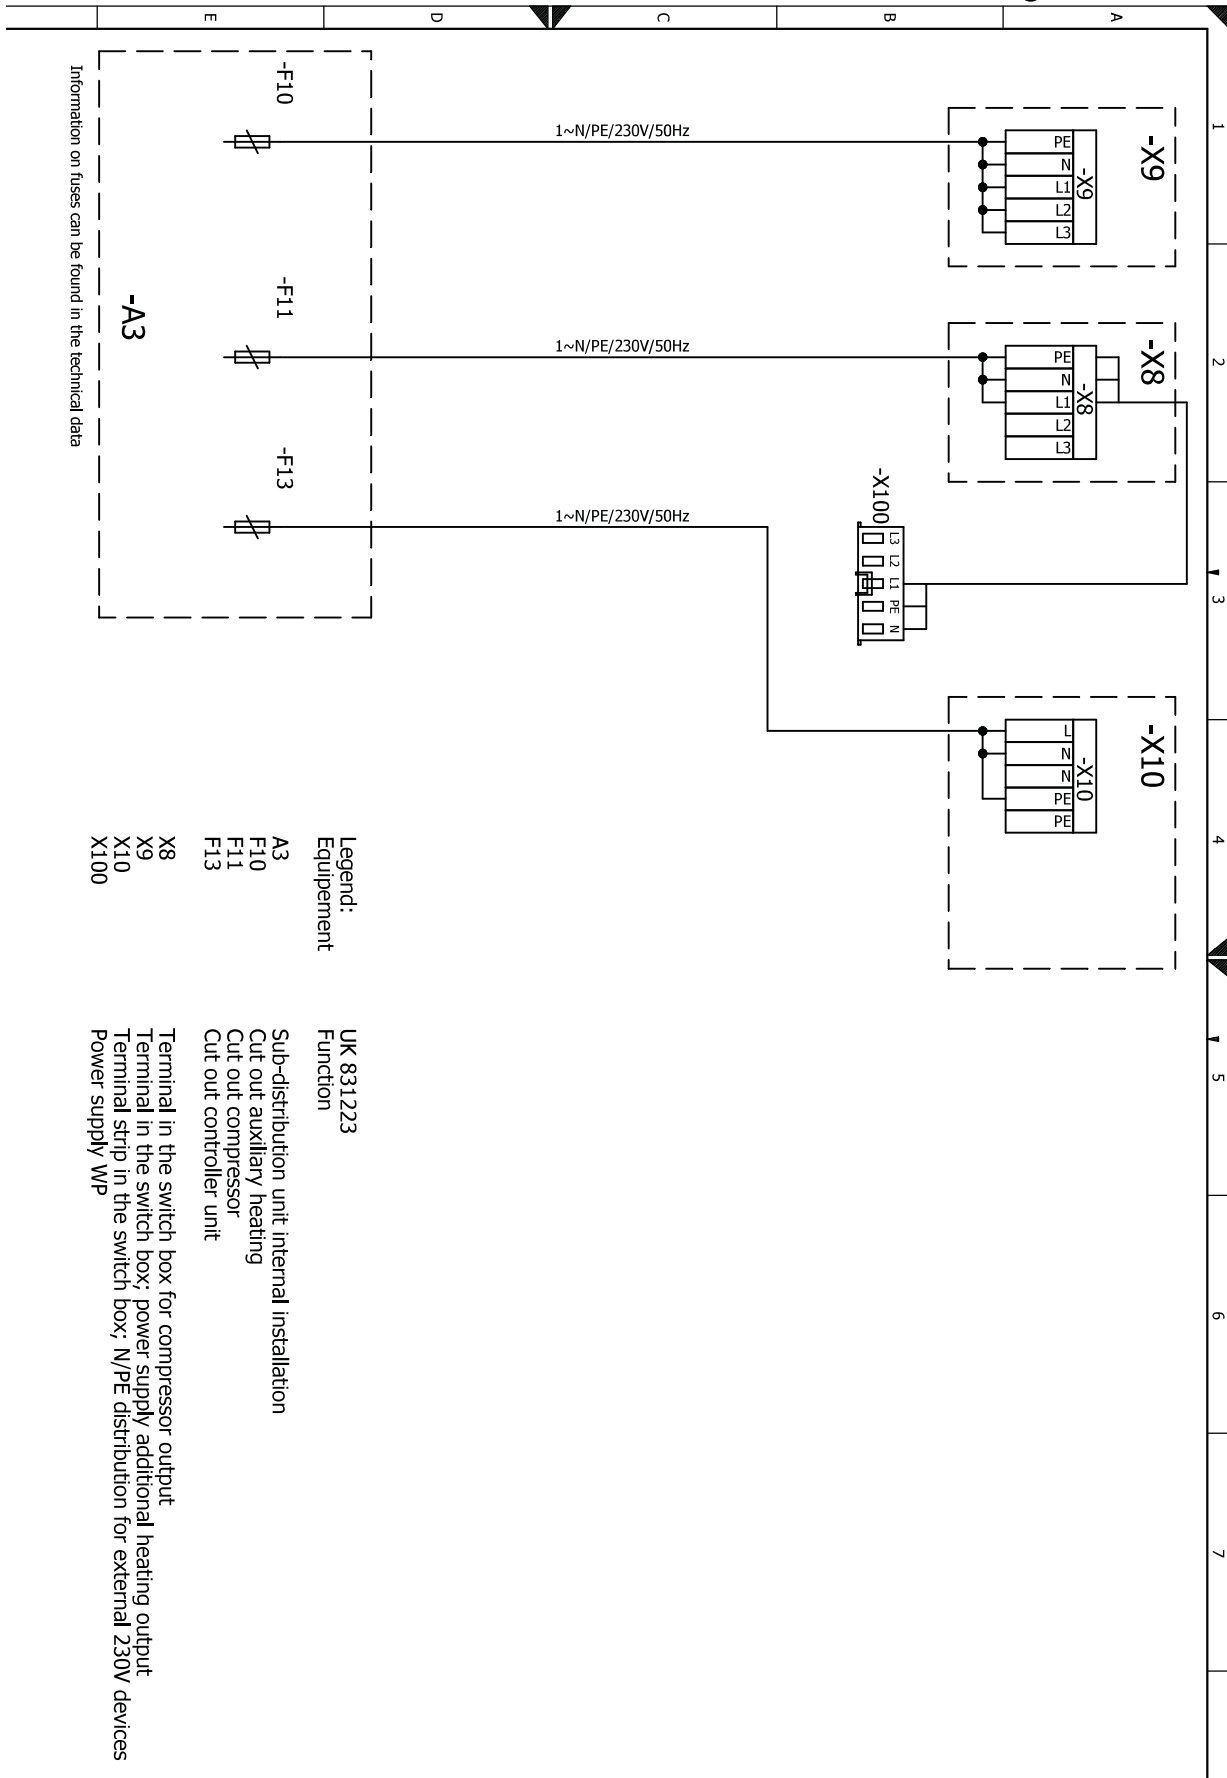 A
B
C
D
E
1
2
3
4
5
6
7
-X9
-X9
PE
N
L1
L2
L3
-X8
-X8
PE
N
L1
L2
L3
-X100
L3
L2
L1
PE
N
-X10
-X10
L
N
N
PE
PE
1~N/PE/230V/50Hz
1~N/PE/230V/50Hz
1~N/PE/230V/50Hz
-F10
-F11
-F13
-A3
Information on fuses can be found in the technical data
Legend: UK 831223
Equipement Function
A3 Sub-distribution unit internal installation
F10 Cut out auxiliary heating
F11 Cut out compressor
F13 Cut out controller unit
X8 Terminal in the switch box for compressor output
X9 Terminal in the switch box; power supply additional heating output
X10 Terminal strip in the switch box; N/PE distribution for external 230V devices
X100 Power supply WP